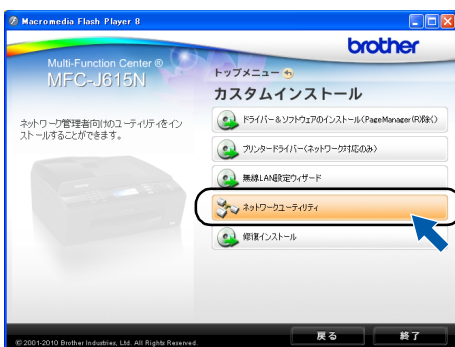 Macromedia Flash Player 8
brother
Multi-Function Center ®
MFC-J615N
トップメニュー
カスタムインストール
ネットワーク管理者向けのユーティリティをイン
ストールすることができます。
ドライバー&ソフトウェアのインストール(PageManager(R)除く)
プリンタードライバー(ネットワーク対応のみ)
無線LAN設定ウィザード
ネットワークユーティリティ
修復インストール
© 2001-2010 Brother Industries, Ltd. All Rights Reserved.
戻る
終了